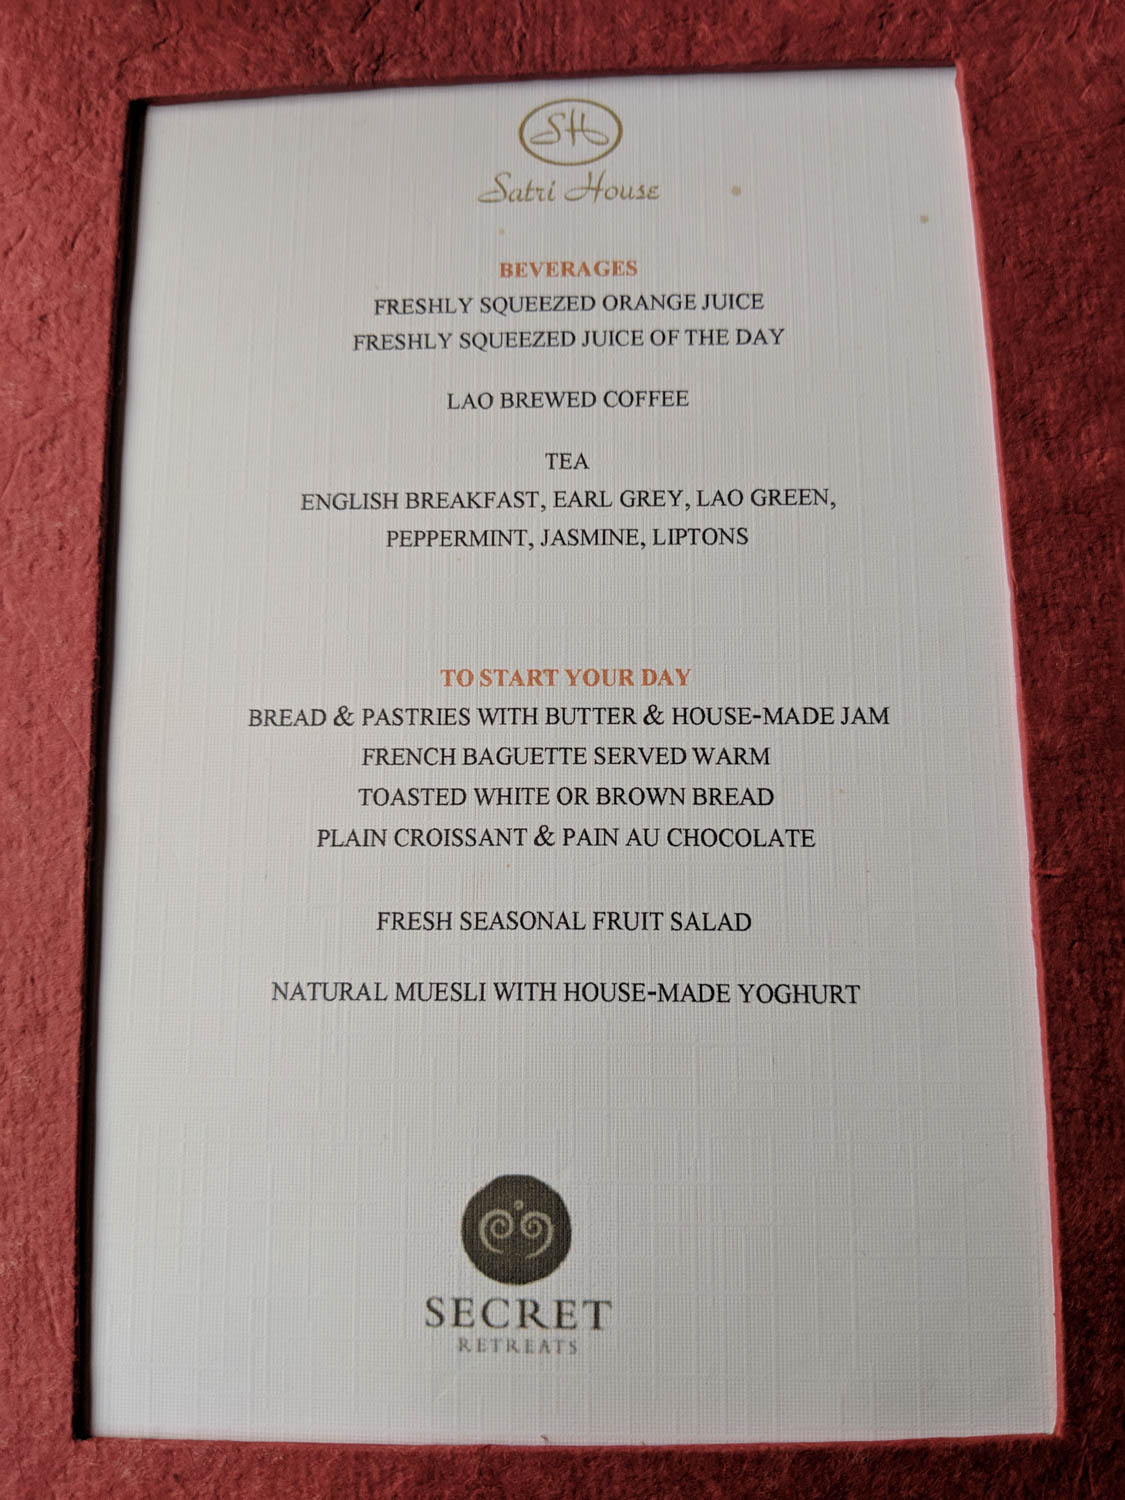 SH
Satri House
BEVERAGES
FRESHLY SQUEEZED ORANGE JUICE
FRESHLY SQUEEZED JUICE OF THE DAY
LAO BREWED COFFEE
TEA
ENGLISH BREAKFAST, EARL GREY, LAO GREEN,
PEPPERMINT, JASMINE, LIPTONS
TO START YOUR DAY
BREAD & PASTRIES WITH BUTTER & HOUSE-MADE JAM
FRENCH BAGUETTE SERVED WARM
TOASTED WHITE OR BROWN BREAD
PLAIN CROISSANT & PAIN AU CHOCOLATE
FRESH SEASONAL FRUIT SALAD
NATURAL MUESLI WITH HOUSE-MADE YOGHURT
SECRET
RETREATS